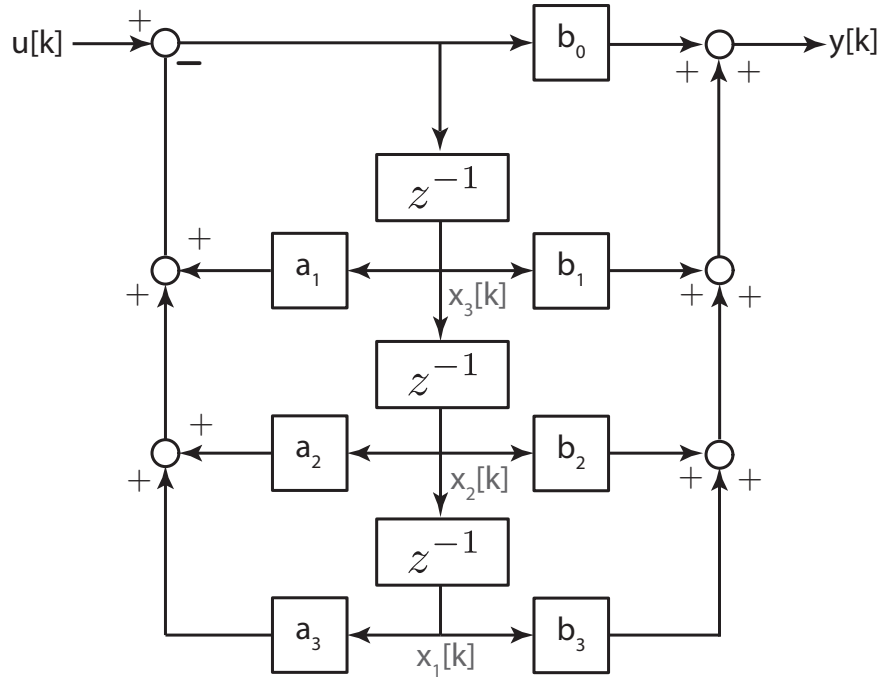 +
u[k]
b₀
y[k]
−
+
+
z⁻¹
+
a₁
b₁
+
x₃[k]
+
+
z⁻¹
+
a₂
b₂
+
x₂[k]
+
+
z⁻¹
a₃
b₃
x₁[k]